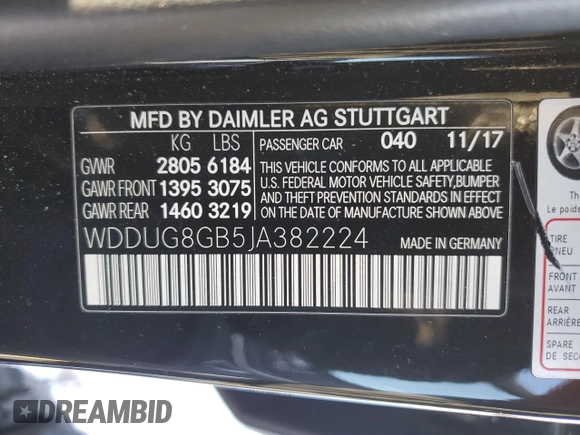 MFD BY DAIMLER AG STUTTGART
KG LBS
GVWR 2805 6184
GAWR FRONT 1395 3075
GAWR REAR 1460 3219
PASSENGER CAR 040 11/17
THIS VEHICLE CONFORMS TO ALL APPLICABLE
U.S. FEDERAL MOTOR VEHICLE SAFETY, BUMPER
AND THEFT PREVENTION STANDARDS IN EFFECT
ON THE DATE OF MANUFACTURE SHOWN ABOVE
WDDUG8GB5JA382224 MADE IN GERMANY
Th
Le poids
TIRE
PNEU
FRONT
AVANT
REAR
ARRIÈRE
SPARE
DE SEC
DREAMBID